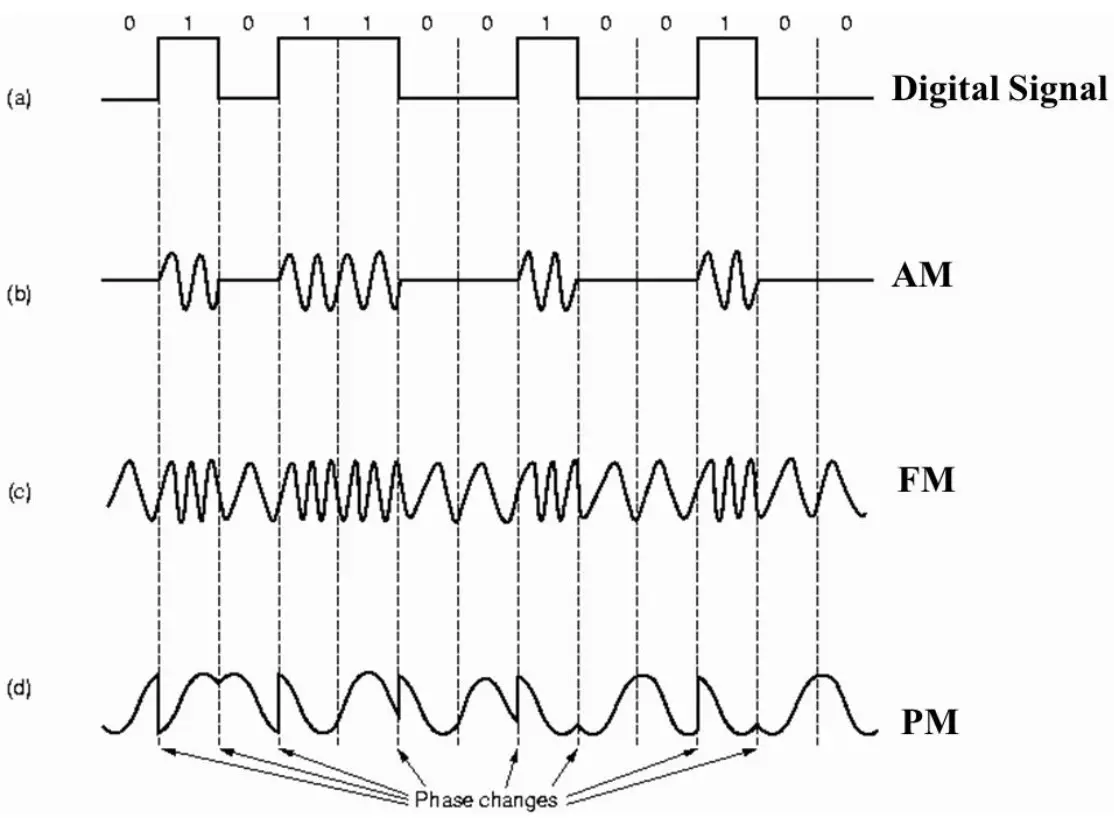 0 1 0 1 1 0 0 1 0 0 1 0 0
(a) Digital Signal
(b) AM
(c) FM
(d) PM
Phase changes